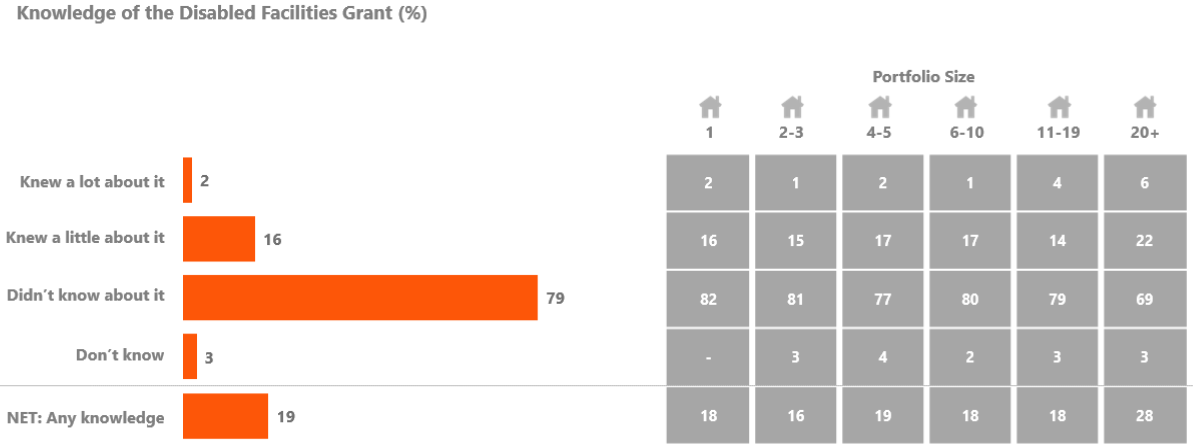 Knowledge of the Disabled Facilities Grant (%)
Portfolio Size
1 2-3 4-5 6-10 11-19 20+
Knew a lot about it 2 2 1 2 1 4 6
Knew a little about it 16 16 15 17 17 14 22
Didn't know about it 79 82 81 77 80 79 69
Don't know 3 - 3 4 2 3 3
NET: Any knowledge 19 18 16 19 18 18 28